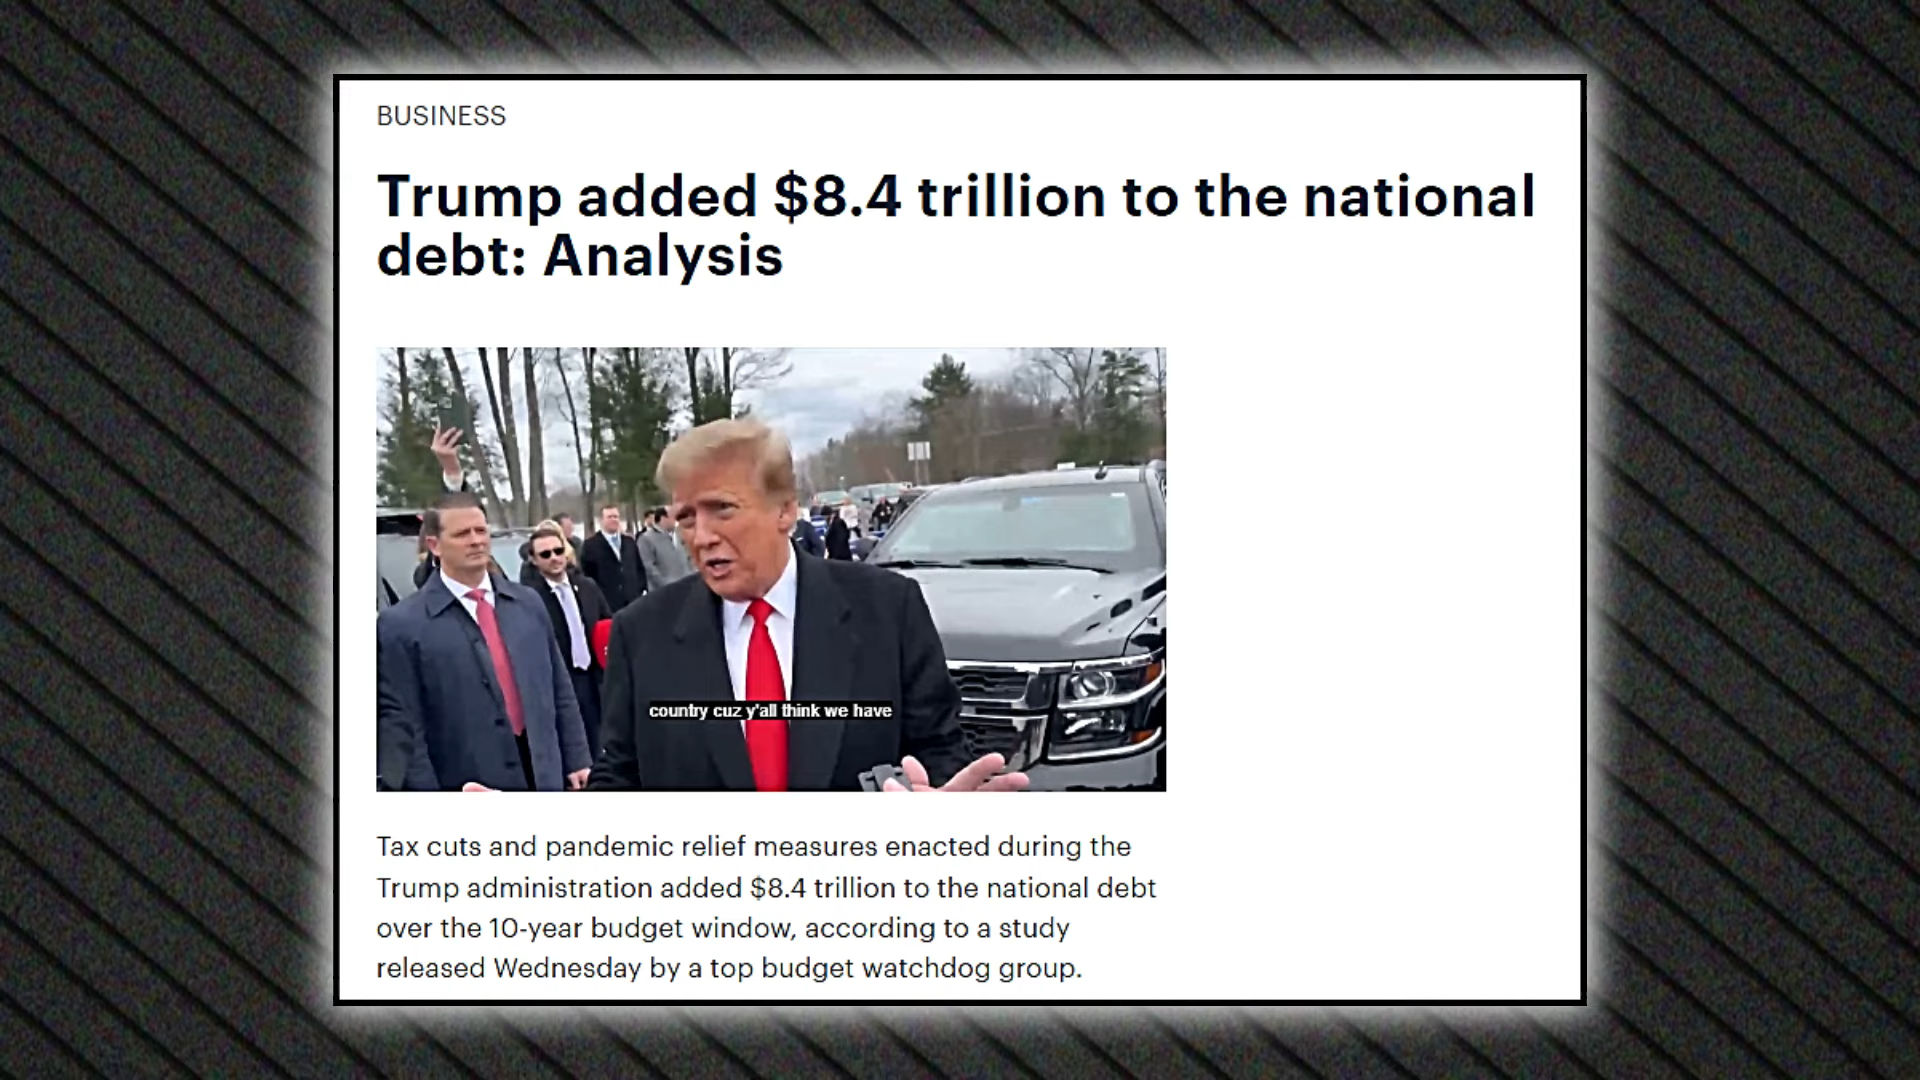 BUSINESS
Trump added $8.4 trillion to the national
debt: Analysis
country cuz y'all think we have
Tax cuts and pandemic relief measures enacted during the
Trump administration added $8.4 trillion to the national debt
over the 10-year budget window, according to a study
released Wednesday by a top budget watchdog group.